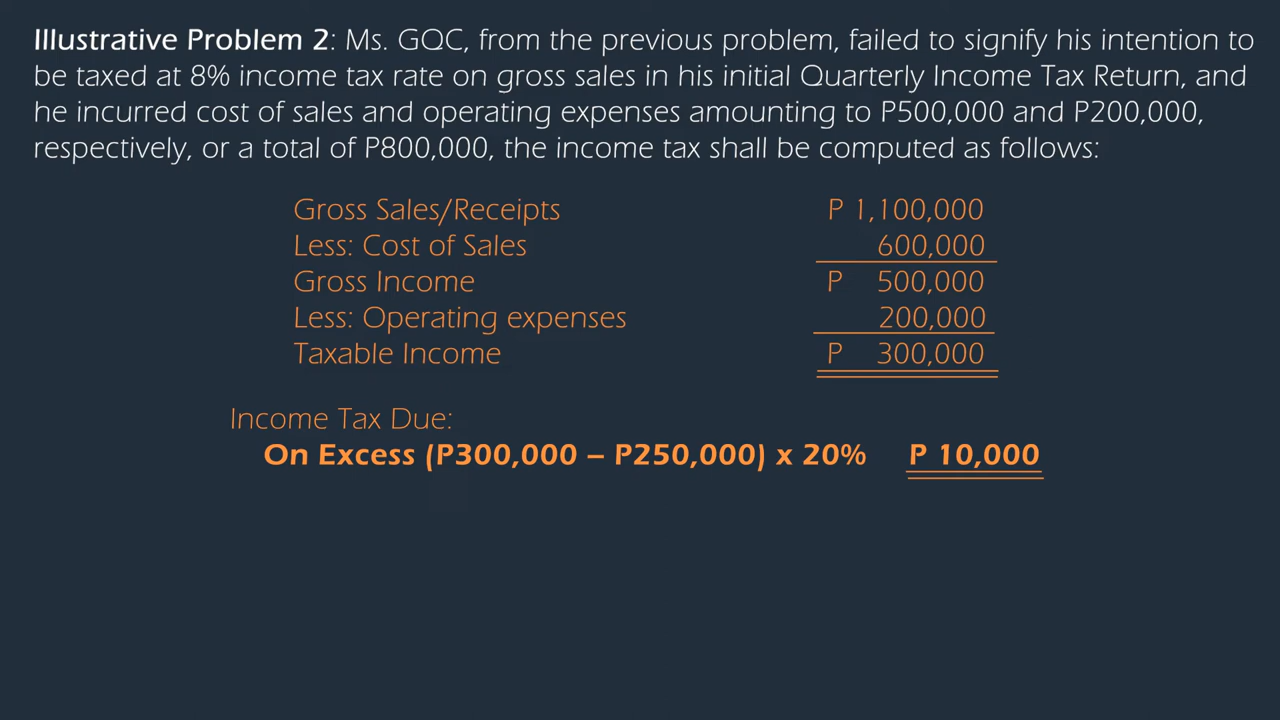 Illustrative Problem 2: Ms. GQC, from the previous problem, failed to signify his intention to
be taxed at 8% income tax rate on gross sales in his initial Quarterly Income Tax Return, and
he incurred cost of sales and operating expenses amounting to P500,000 and P200,000,
respectively, or a total of P800,000, the income tax shall be computed as follows:
Gross Sales/Receipts P 1,100,000
Less: Cost of Sales 600,000
Gross Income P 500,000
Less: Operating expenses 200,000
Taxable Income P 300,000
Income Tax Due:
On Excess (P300,000 – P250,000) x 20% P 10,000